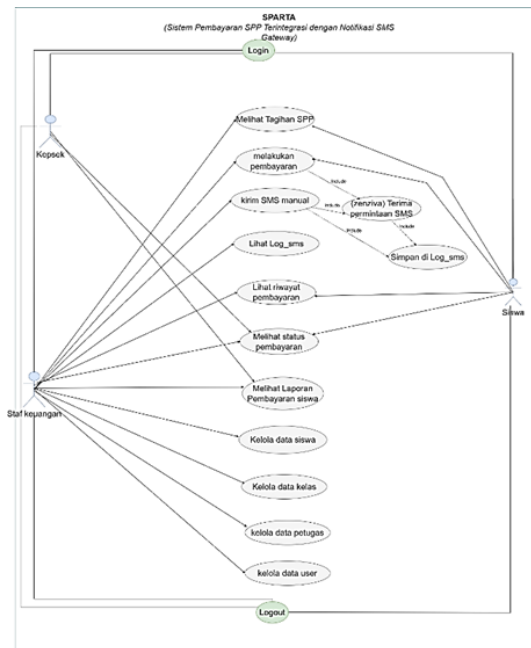 SPARTA
(Sistem Pembayaran SPP Terintegrasi dengan Notifikasi SMS
Gateway)
Login
Melihat Tagihan SPP
Kepsek
melakukan
pembayaran
include
kirim SMS manual
include
(zenziva) Terima
permintaan SMS
include
include
Lihat Log_sms
Simpan di Log_sms
Lihat riwayat
pembayaran
Siswa
Melihat status
pembayaran
Staf keuangan
Melihat Laporan
Pembayaran siswa
Kelola data siswa
Kelola data kelas
kelola data petugas
kelola data user
Logout